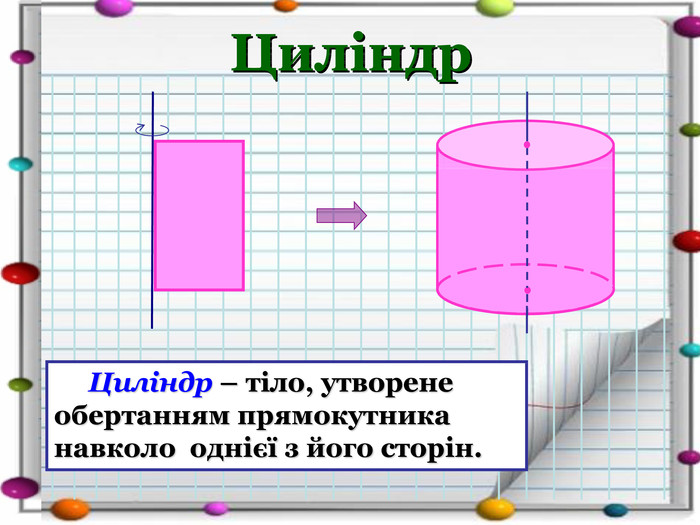 Циліндр
Циліндр – тіло, утворене
обертанням прямокутника
навколо однієї з його сторін.